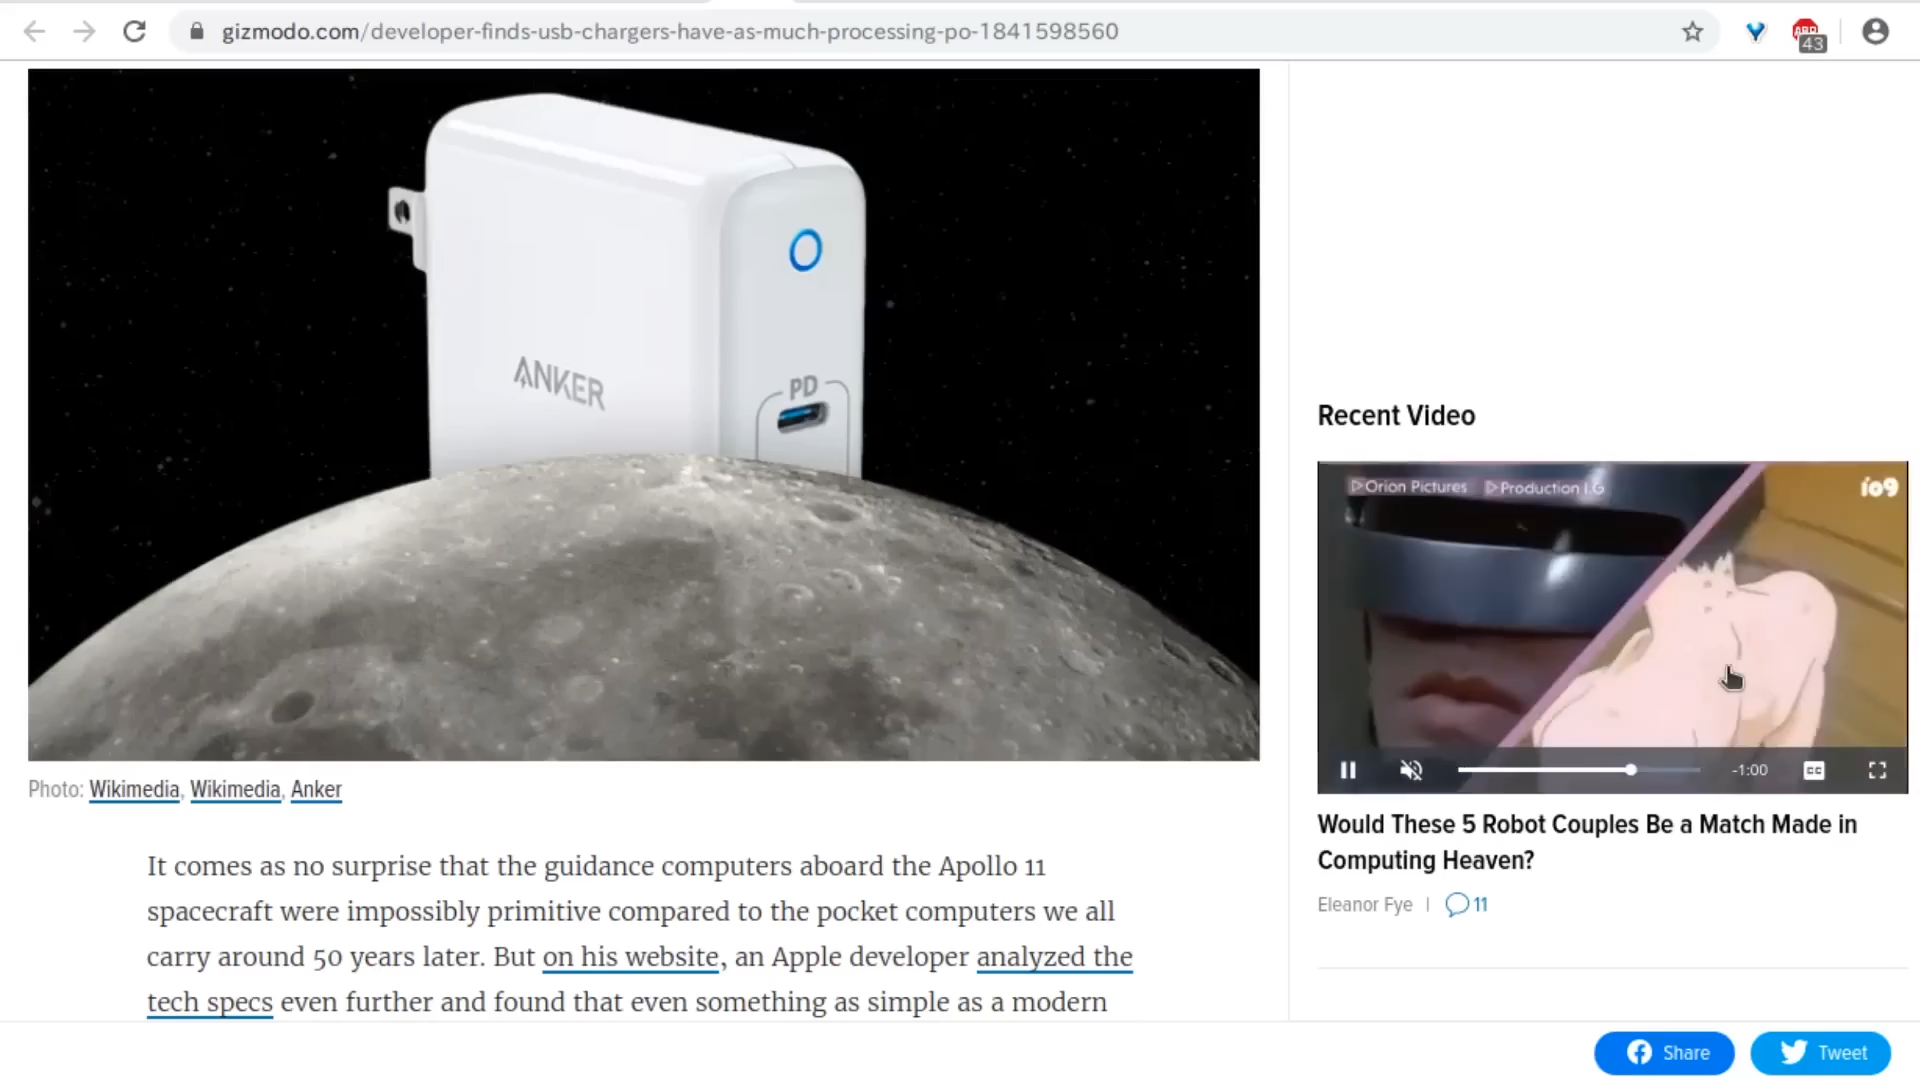 gizmodo.com/developer-finds-usb-chargers-have-as-much-processing-po-1841598560
ABP
43
ANKER
PD
Photo: Wikimedia, Wikimedia, Anker
It comes as no surprise that the guidance computers aboard the Apollo 11
spacecraft were impossibly primitive compared to the pocket computers we all
carry around 50 years later. But on his website, an Apple developer analyzed the
tech specs even further and found that even something as simple as a modern
Recent Video
▷Orion Pictures ▷Production I.G
io9
-1:00
CC
Would These 5 Robot Couples Be a Match Made in
Computing Heaven?
Eleanor Fye | 11
Share
Tweet